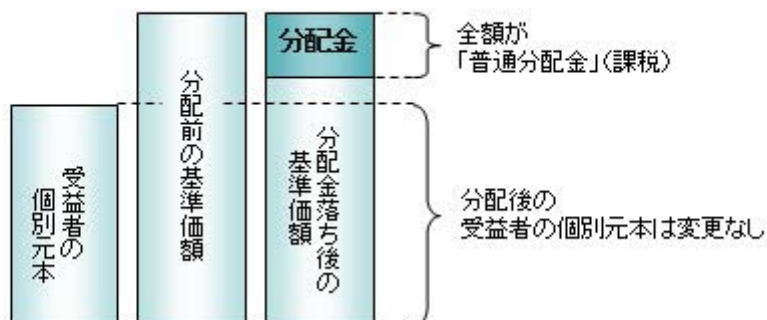 受益者の
個別元本
分配前の基準価額
分配金
分配金落ち後の
基準価額
全額が
「普通分配金」(課税)
分配後の
受益者の個別元本は変更なし